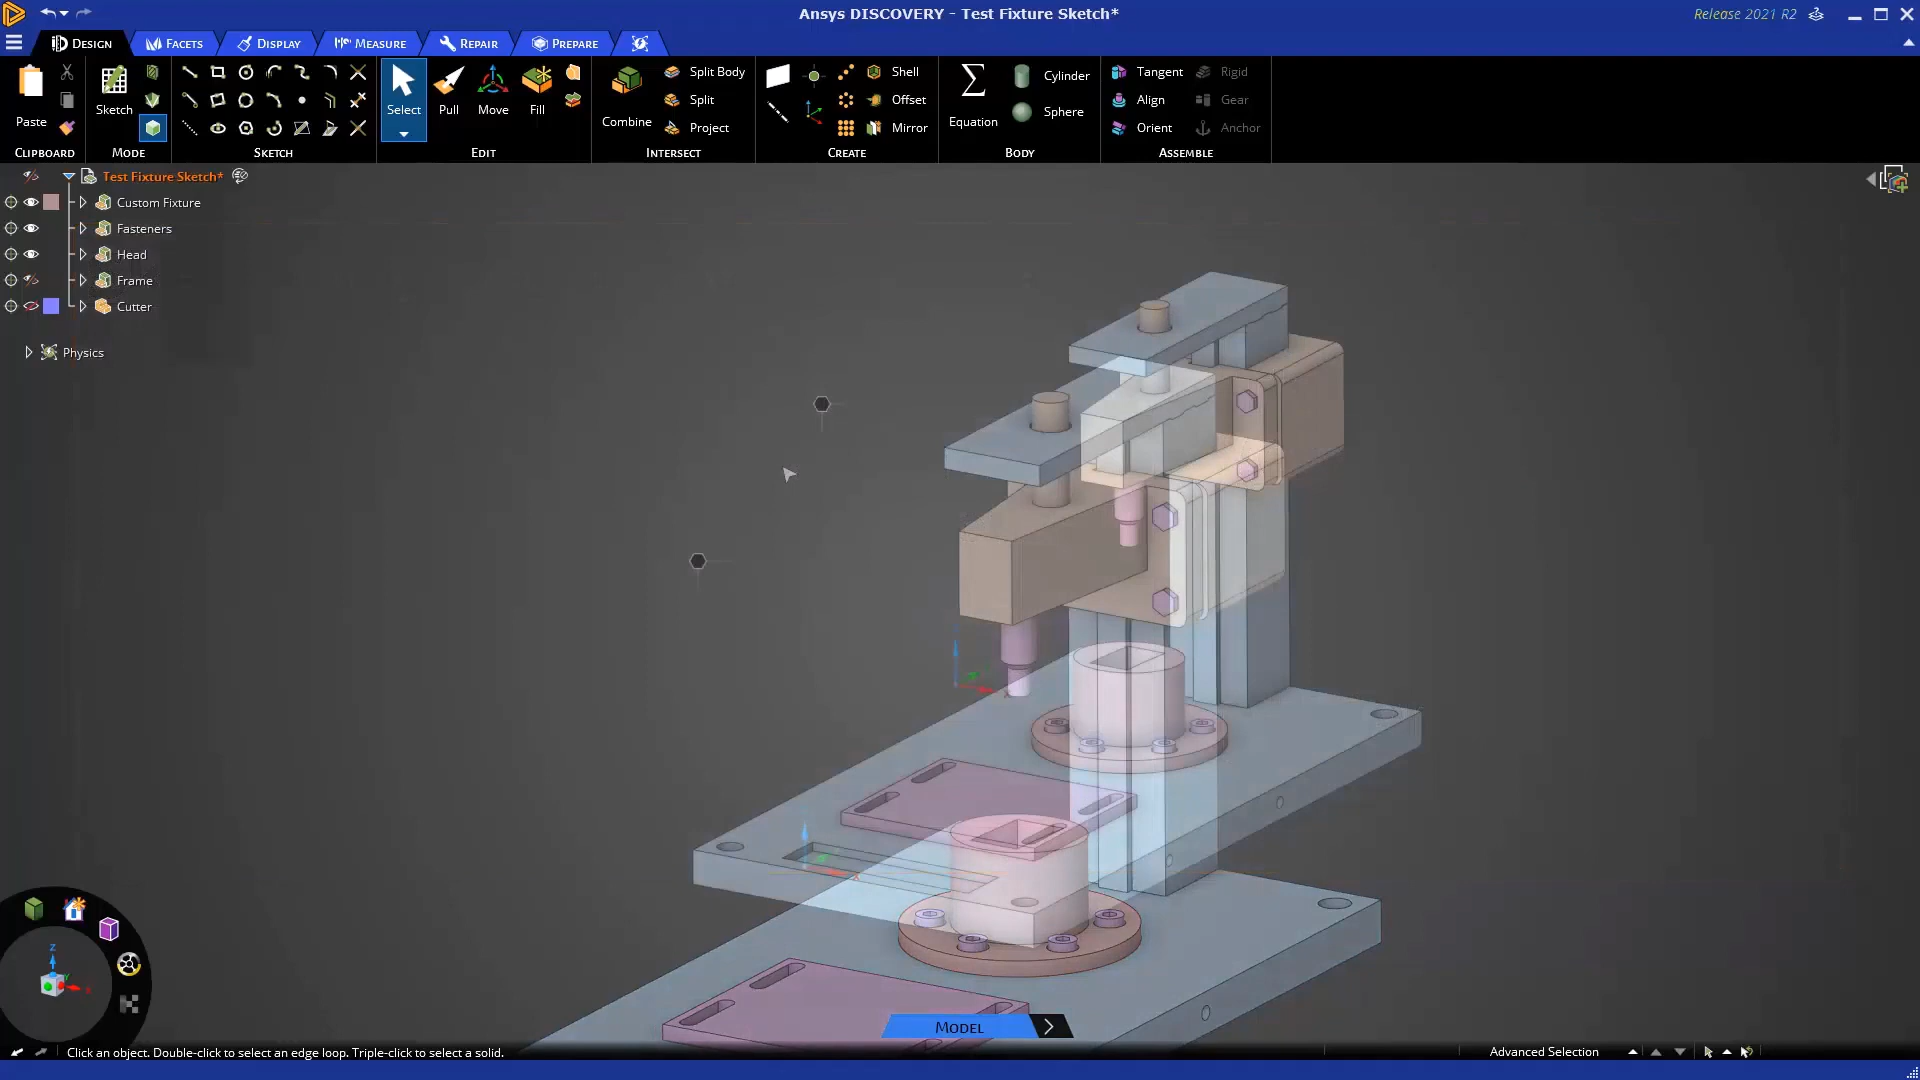 Ansys DISCOVERY - Test Fixture Sketch*
Release 2021 R2
DESIGN
FACETS
DISPLAY
MEASURE
REPAIR
PREPARE
Paste
CLIPBOARD
Sketch
MODE
SKETCH
Select
Pull
Move
Fill
EDIT
Combine
Split Body
Split
Project
INTERSECT
Shell
Offset
Mirror
CREATE
Equation
Cylinder
Sphere
BODY
Tangent
Align
Orient
Rigid
Gear
Anchor
ASSEMBLE
Test Fixture Sketch*
Custom Fixture
Fasteners
Head
Frame
Cutter
Physics
Z
X
MODEL
Click an object. Double-click to select an edge loop. Triple-click to select a solid.
Advanced Selection